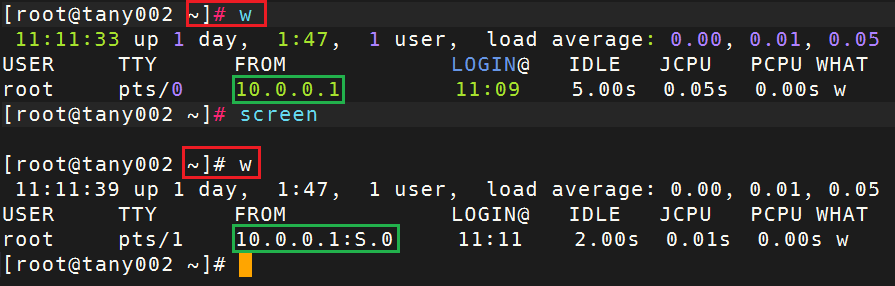 [root@tany002 ~]# w
 11:11:33 up 1 day,  1:47,  1 user,  load average: 0.00, 0.01, 0.05
USER     TTY      FROM             LOGIN@   IDLE   JCPU   PCPU WHAT
root     pts/0    10.0.0.1         11:09    5.00s  0.05s  0.00s w
[root@tany002 ~]# screen
[root@tany002 ~]# w
 11:11:39 up 1 day,  1:47,  1 user,  load average: 0.00, 0.01, 0.05
USER     TTY      FROM             LOGIN@   IDLE   JCPU   PCPU WHAT
root     pts/1    10.0.0.1:S.0     11:11    2.00s  0.01s  0.00s w
[root@tany002 ~]#